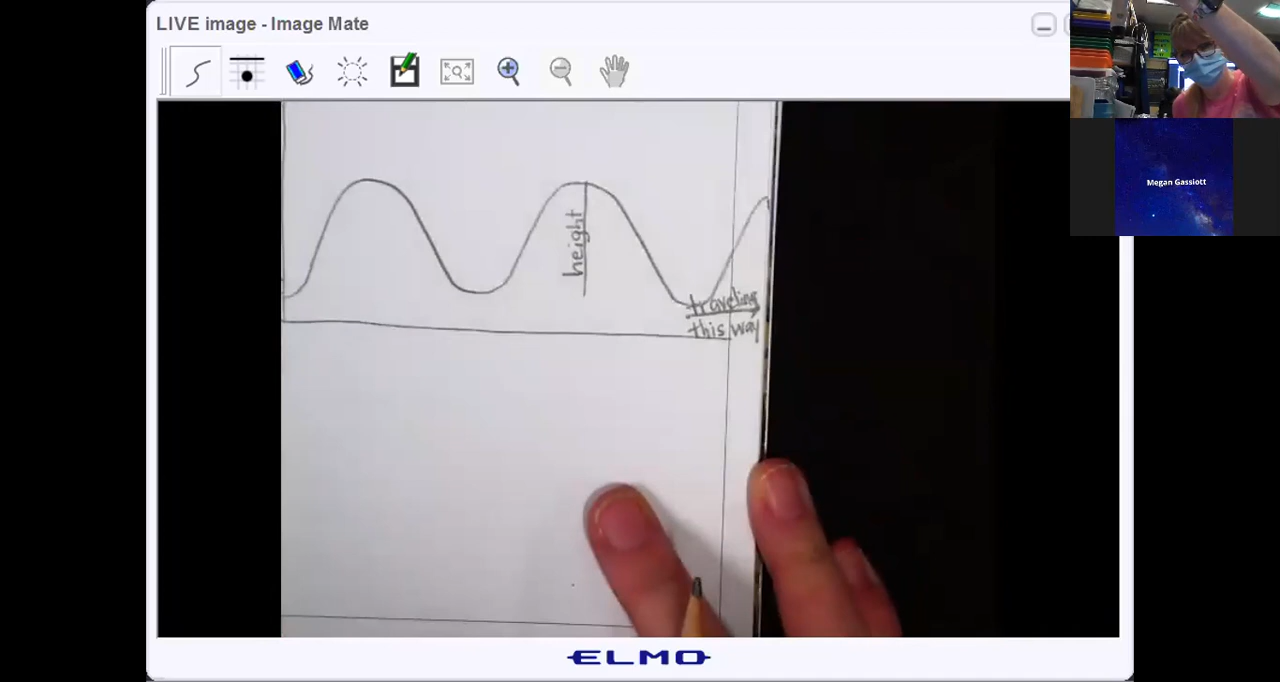 LIVE image - Image Mate
height
traveling
this way
Megan Gassiott
ELMO